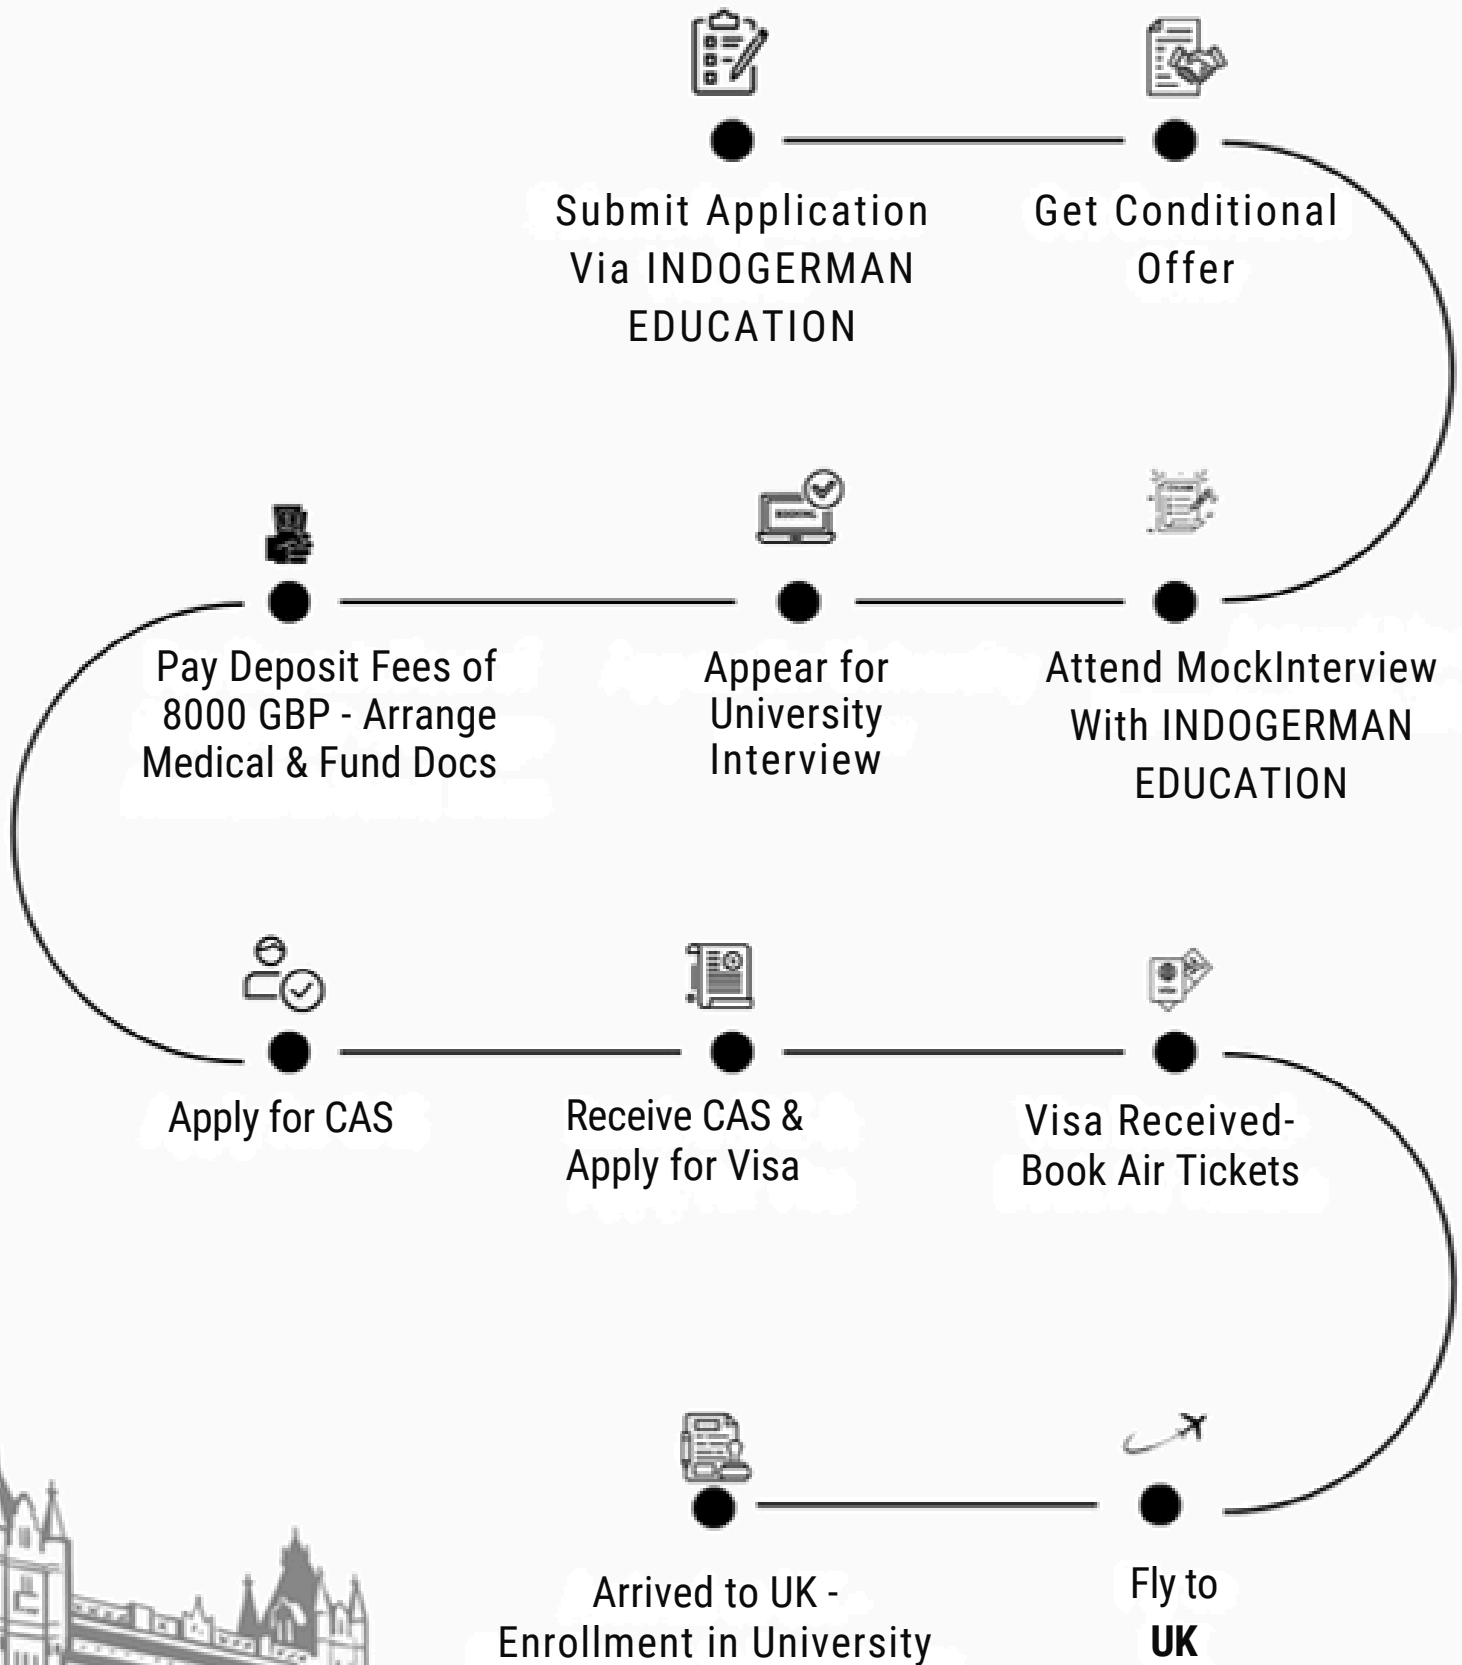 Submit Application
Via INDOGERMAN
EDUCATION
Get Conditional
Offer
Attend MockInterview
With INDOGERMAN
EDUCATION
BOOKING
Appear for
University
Interview
Pay Deposit Fees of
8000 GBP - Arrange
Medical & Fund Docs
Apply for CAS
Receive CAS &
Apply for Visa
VISA
Visa Received-
Book Air Tickets
Fly to
UK
Arrived to UK -
Enrollment in University